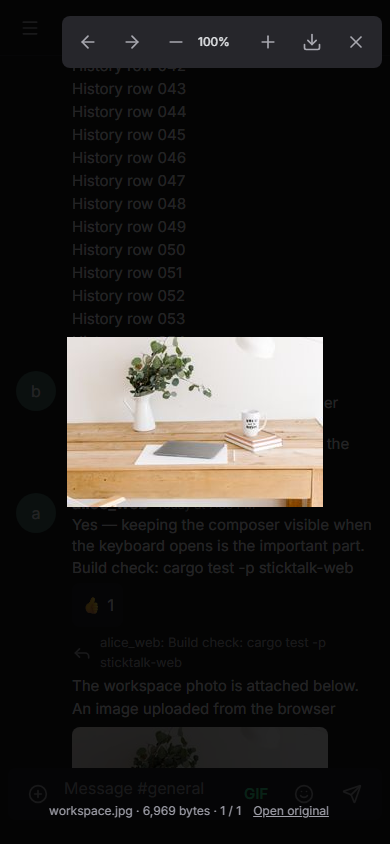 100%
History row 042
History row 043
History row 044
History row 045
History row 046
History row 047
History row 048
History row 049
History row 050
History row 051
History row 052
History row 053
b
er
the
a
Yes — keeping the composer visible when
the keyboard opens is the important part.
Build check: cargo test -p sticktalk-web
👍 1
alice_web: Build check: cargo test -p
sticktalk-web
The workspace photo is attached below.
An image uploaded from the browser
Message #general
GIF
workspace.jpg · 6,969 bytes · 1 / 1 Open original